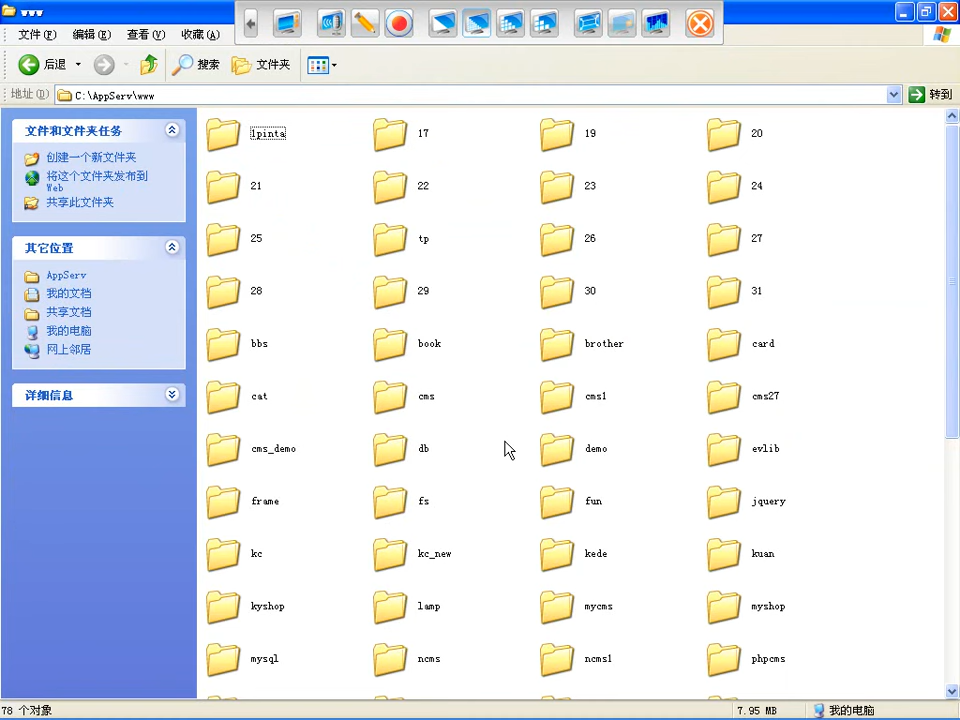 www
文件(F) 编辑(E) 查看(V) 收藏(A)
后退 搜索 文件夹
地址(D) C:\AppServ\www 转到
文件和文件夹任务
创建一个新文件夹
将这个文件夹发布到
Web
共享此文件夹
其它位置
AppServ
我的文档
共享文档
我的电脑
网上邻居
详细信息
lpinta 17 19 20
21 22 23 24
25 tp 26 27
28 29 30 31
bbs book brother card
cat cms cms1 cms27
cms_demo db demo evlib
frame fs fun jquery
kc kc_new kede kuan
kyshop lamp mycms myshop
mysql ncms ncms1 phpcms
78 个对象 7.95 MB 我的电脑